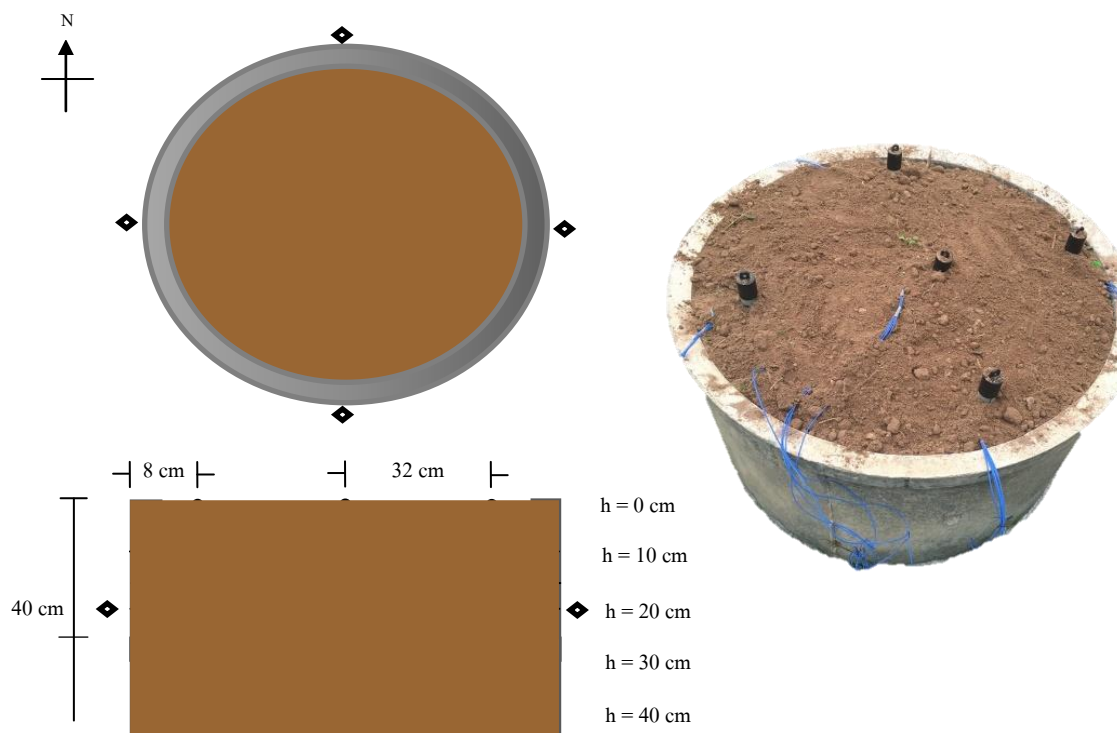 N
8 cm
32 cm
h = 0 cm
h = 10 cm
40 cm
h = 20 cm
h = 30 cm
h = 40 cm